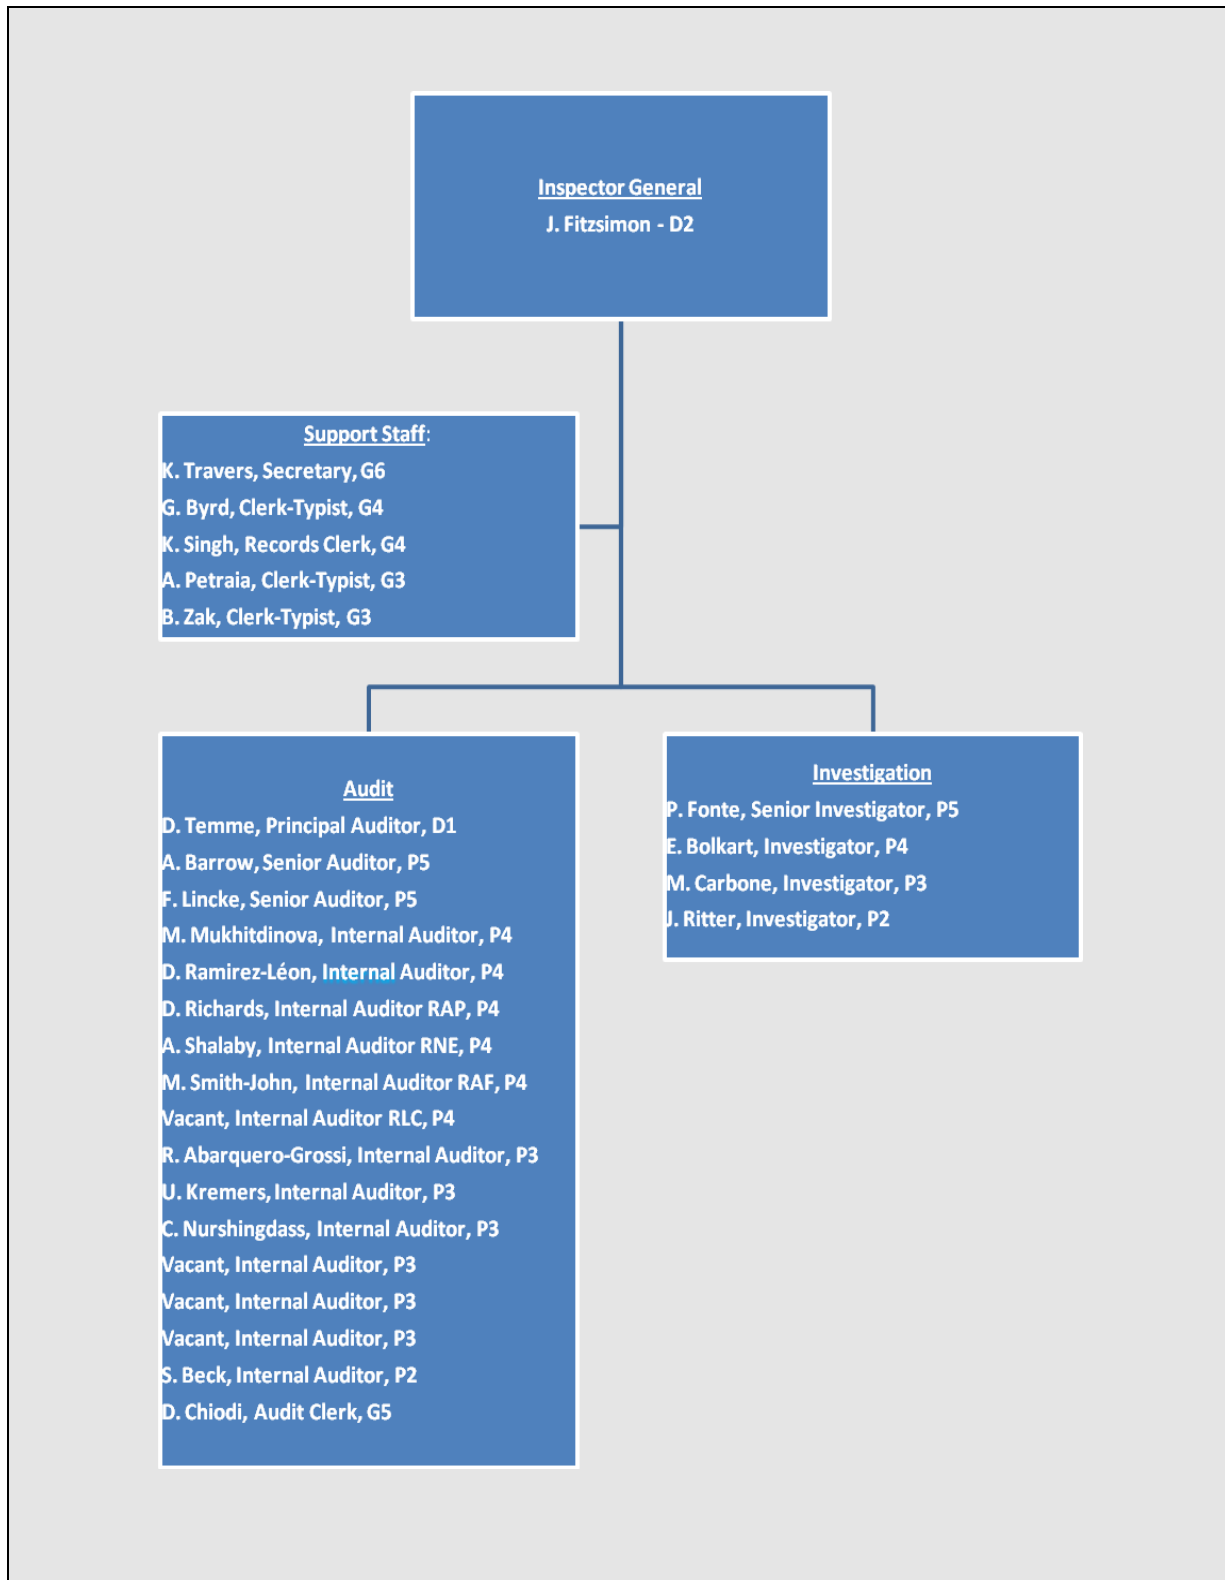 Inspector General
J. Fitzsimon - D2
Support Staff:
K. Travers, Secretary, G6
G. Byrd, Clerk-Typist, G4
K. Singh, Records Clerk, G4
A. Petraia, Clerk-Typist, G3
B. Zak, Clerk-Typist, G3
Audit
D. Temme, Principal Auditor, D1
A. Barrow, Senior Auditor, P5
F. Lincke, Senior Auditor, P5
M. Mukhitdinova, Internal Auditor, P4
D. Ramirez-Léon, Internal Auditor, P4
D. Richards, Internal Auditor RAP, P4
A. Shalaby, Internal Auditor RNE, P4
M. Smith-John, Internal Auditor RAF, P4
Vacant, Internal Auditor RLC, P4
R. Abarquero-Grossi, Internal Auditor, P3
U. Kremers, Internal Auditor, P3
C. Nurshingdass, Internal Auditor, P3
Vacant, Internal Auditor, P3
Vacant, Internal Auditor, P3
Vacant, Internal Auditor, P3
S. Beck, Internal Auditor, P2
D. Chiodi, Audit Clerk, G5
Investigation
P. Fonte, Senior Investigator, P5
E. Bolkart, Investigator, P4
M. Carbone, Investigator, P3
J. Ritter, Investigator, P2